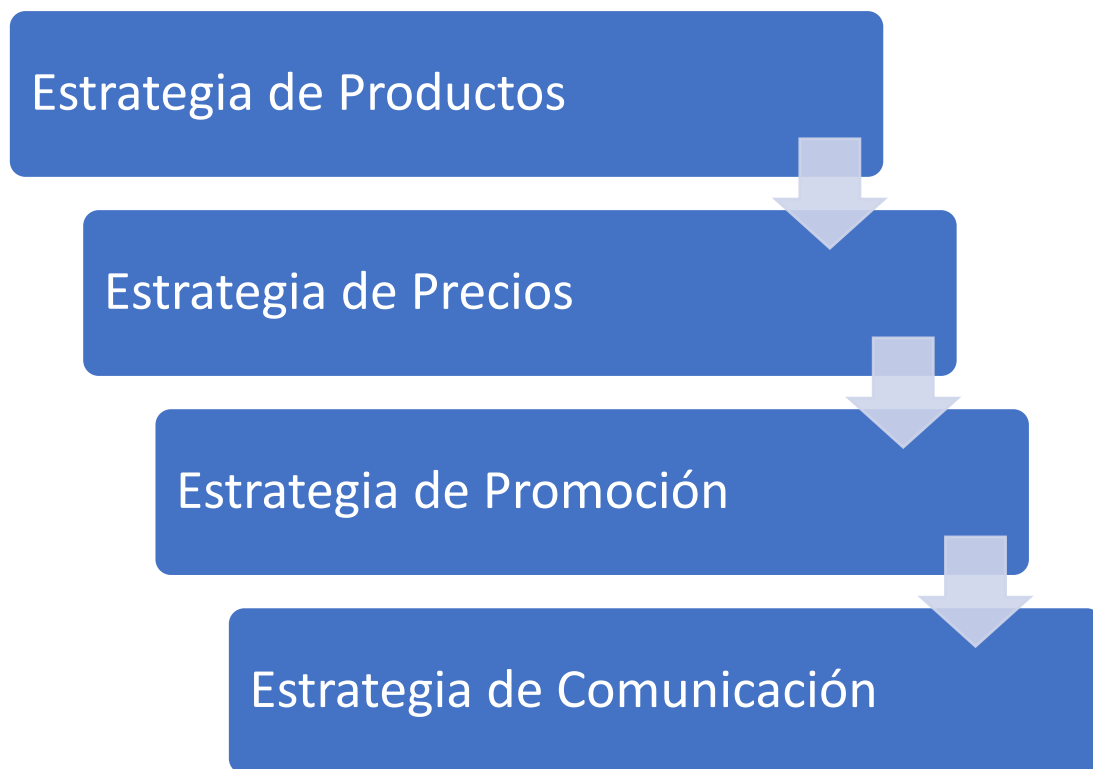 Estrategia de Productos
Estrategia de Precios
Estrategia de Promoción
Estrategia de Comunicación